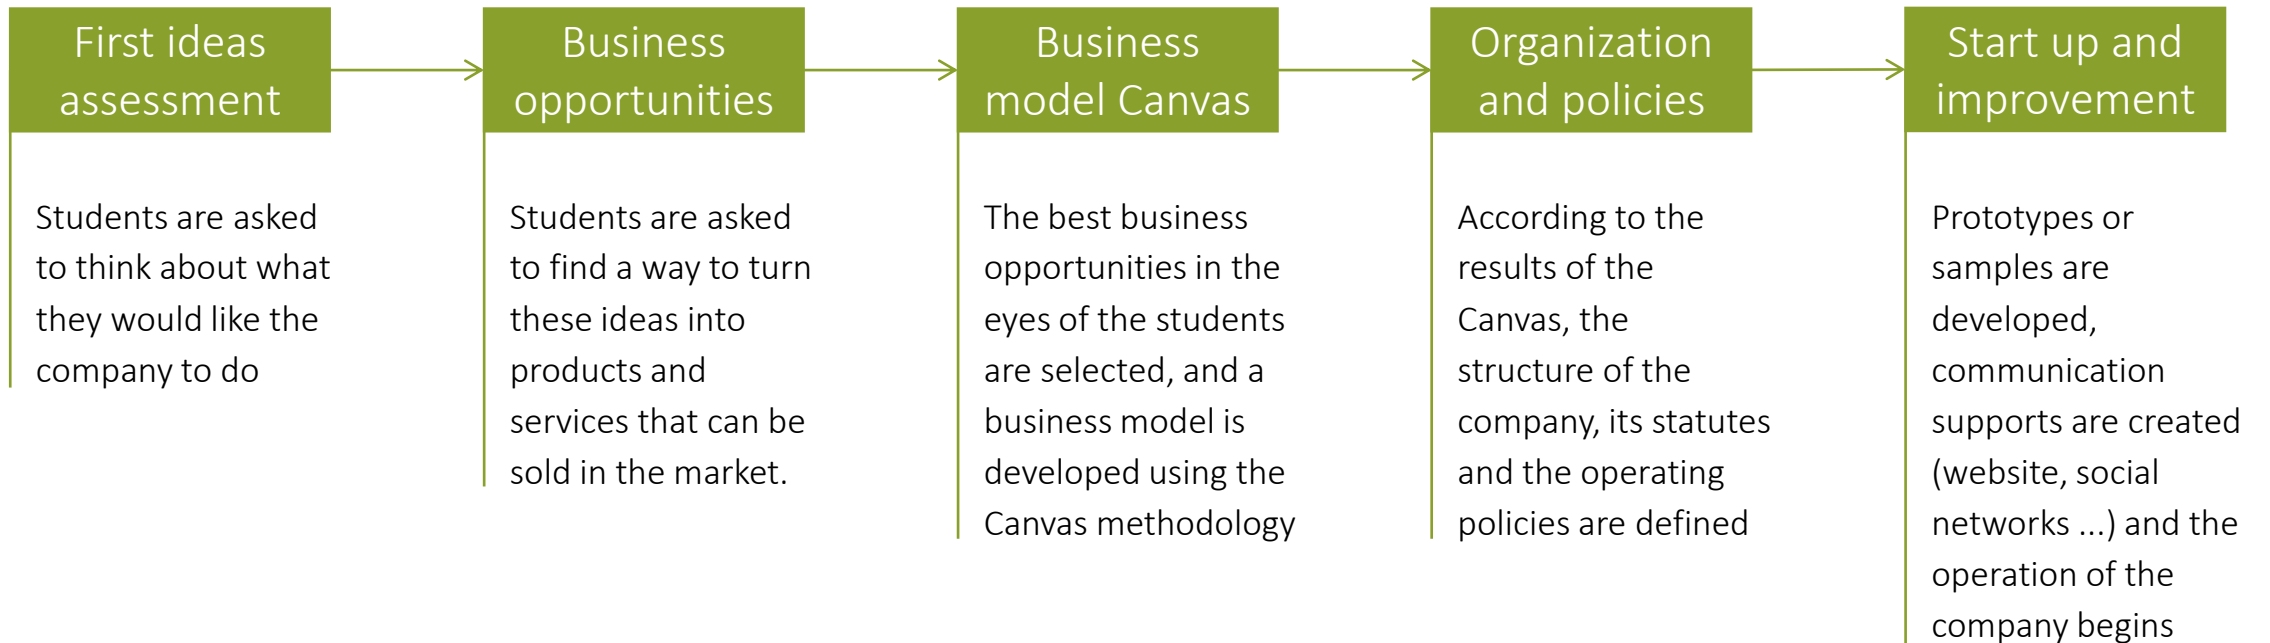 First ideas
assessment
Students are asked
to think about what
they would like the
company to do
Business
opportunities
Students are asked
to find a way to turn
these ideas into
products and
services that can be
sold in the market.
Business
model Canvas
The best business
opportunities in the
eyes of the students
are selected, and a
business model is
developed using the
Canvas methodology
Organization
and policies
According to the
results of the
Canvas, the
structure of the
company, its statutes
and the operating
policies are defined
Start up and
improvement
Prototypes or
samples are
developed,
communication
supports are created
(website, social
networks ...) and the
operation of the
company begins